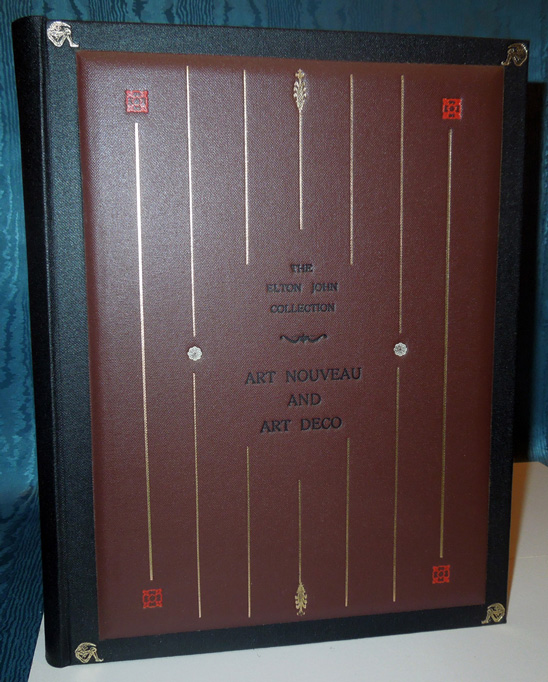 THE
ELTON JOHN
COLLECTION
ART NOUVEAU
AND
ART DECO